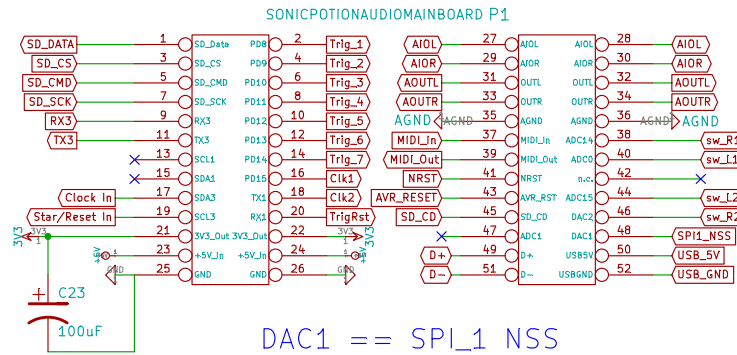 SONICPOTIONAUDIOMAINBOARD P1
SD_DATA 1 SD_Data PD8 2 Trig_1 AIOL 27 AIOL AIOL 28 AIOL
SD_CS 3 SD_CS PD9 4 Trig_2 AIOR 29 AIOR AIOR 30 AIOR
SD_CMD 5 SD_CMD PD10 6 Trig_3 AOUTL 31 OUTL OUTL 32 AOUTL
SD_SCK 7 SD_SCK PD11 8 Trig_4 AOUTR 33 OUTR OUTR 34 AOUTR
RX3 9 RX3 PD12 10 Trig_5 AGND AGND 35 AGND AGND 36 AGND AGND
TX3 11 TX3 PD13 12 Trig_6 MIDI_In 37 MIDI_In ADC14 38 sw_R1
13 SCL1 PD14 14 Trig_7 MIDI_Out 39 MIDI_Out ADC0 40 sw_L1
15 SDA1 PD15 16 Clk1 NRST 41 NRST n.c. 42
Clock In 17 SDA3 TX1 18 Clk2 AVR_RESET 43 AVR_RST ADC15 44 sw_L2
Star/Reset In 19 SCL3 RX1 20 TrigRst SD_CD 45 SD_CD DAC2 46 sw_R2
3V3 3V3 1 21 3V3_Out 3V3_Out 22 3V3 1 3V3 47 ADC1 DAC1 48 SPI1_NSS
+5V 1 23 +5V_In +5V_In 24 1 +5V D+ 49 D+ USB5V 50 USB_5V
GND 25 GND GND 26 GND D- 51 D- USBGND 52 USB_GND
C23
100uF
DAC1 == SPI_1 NSS